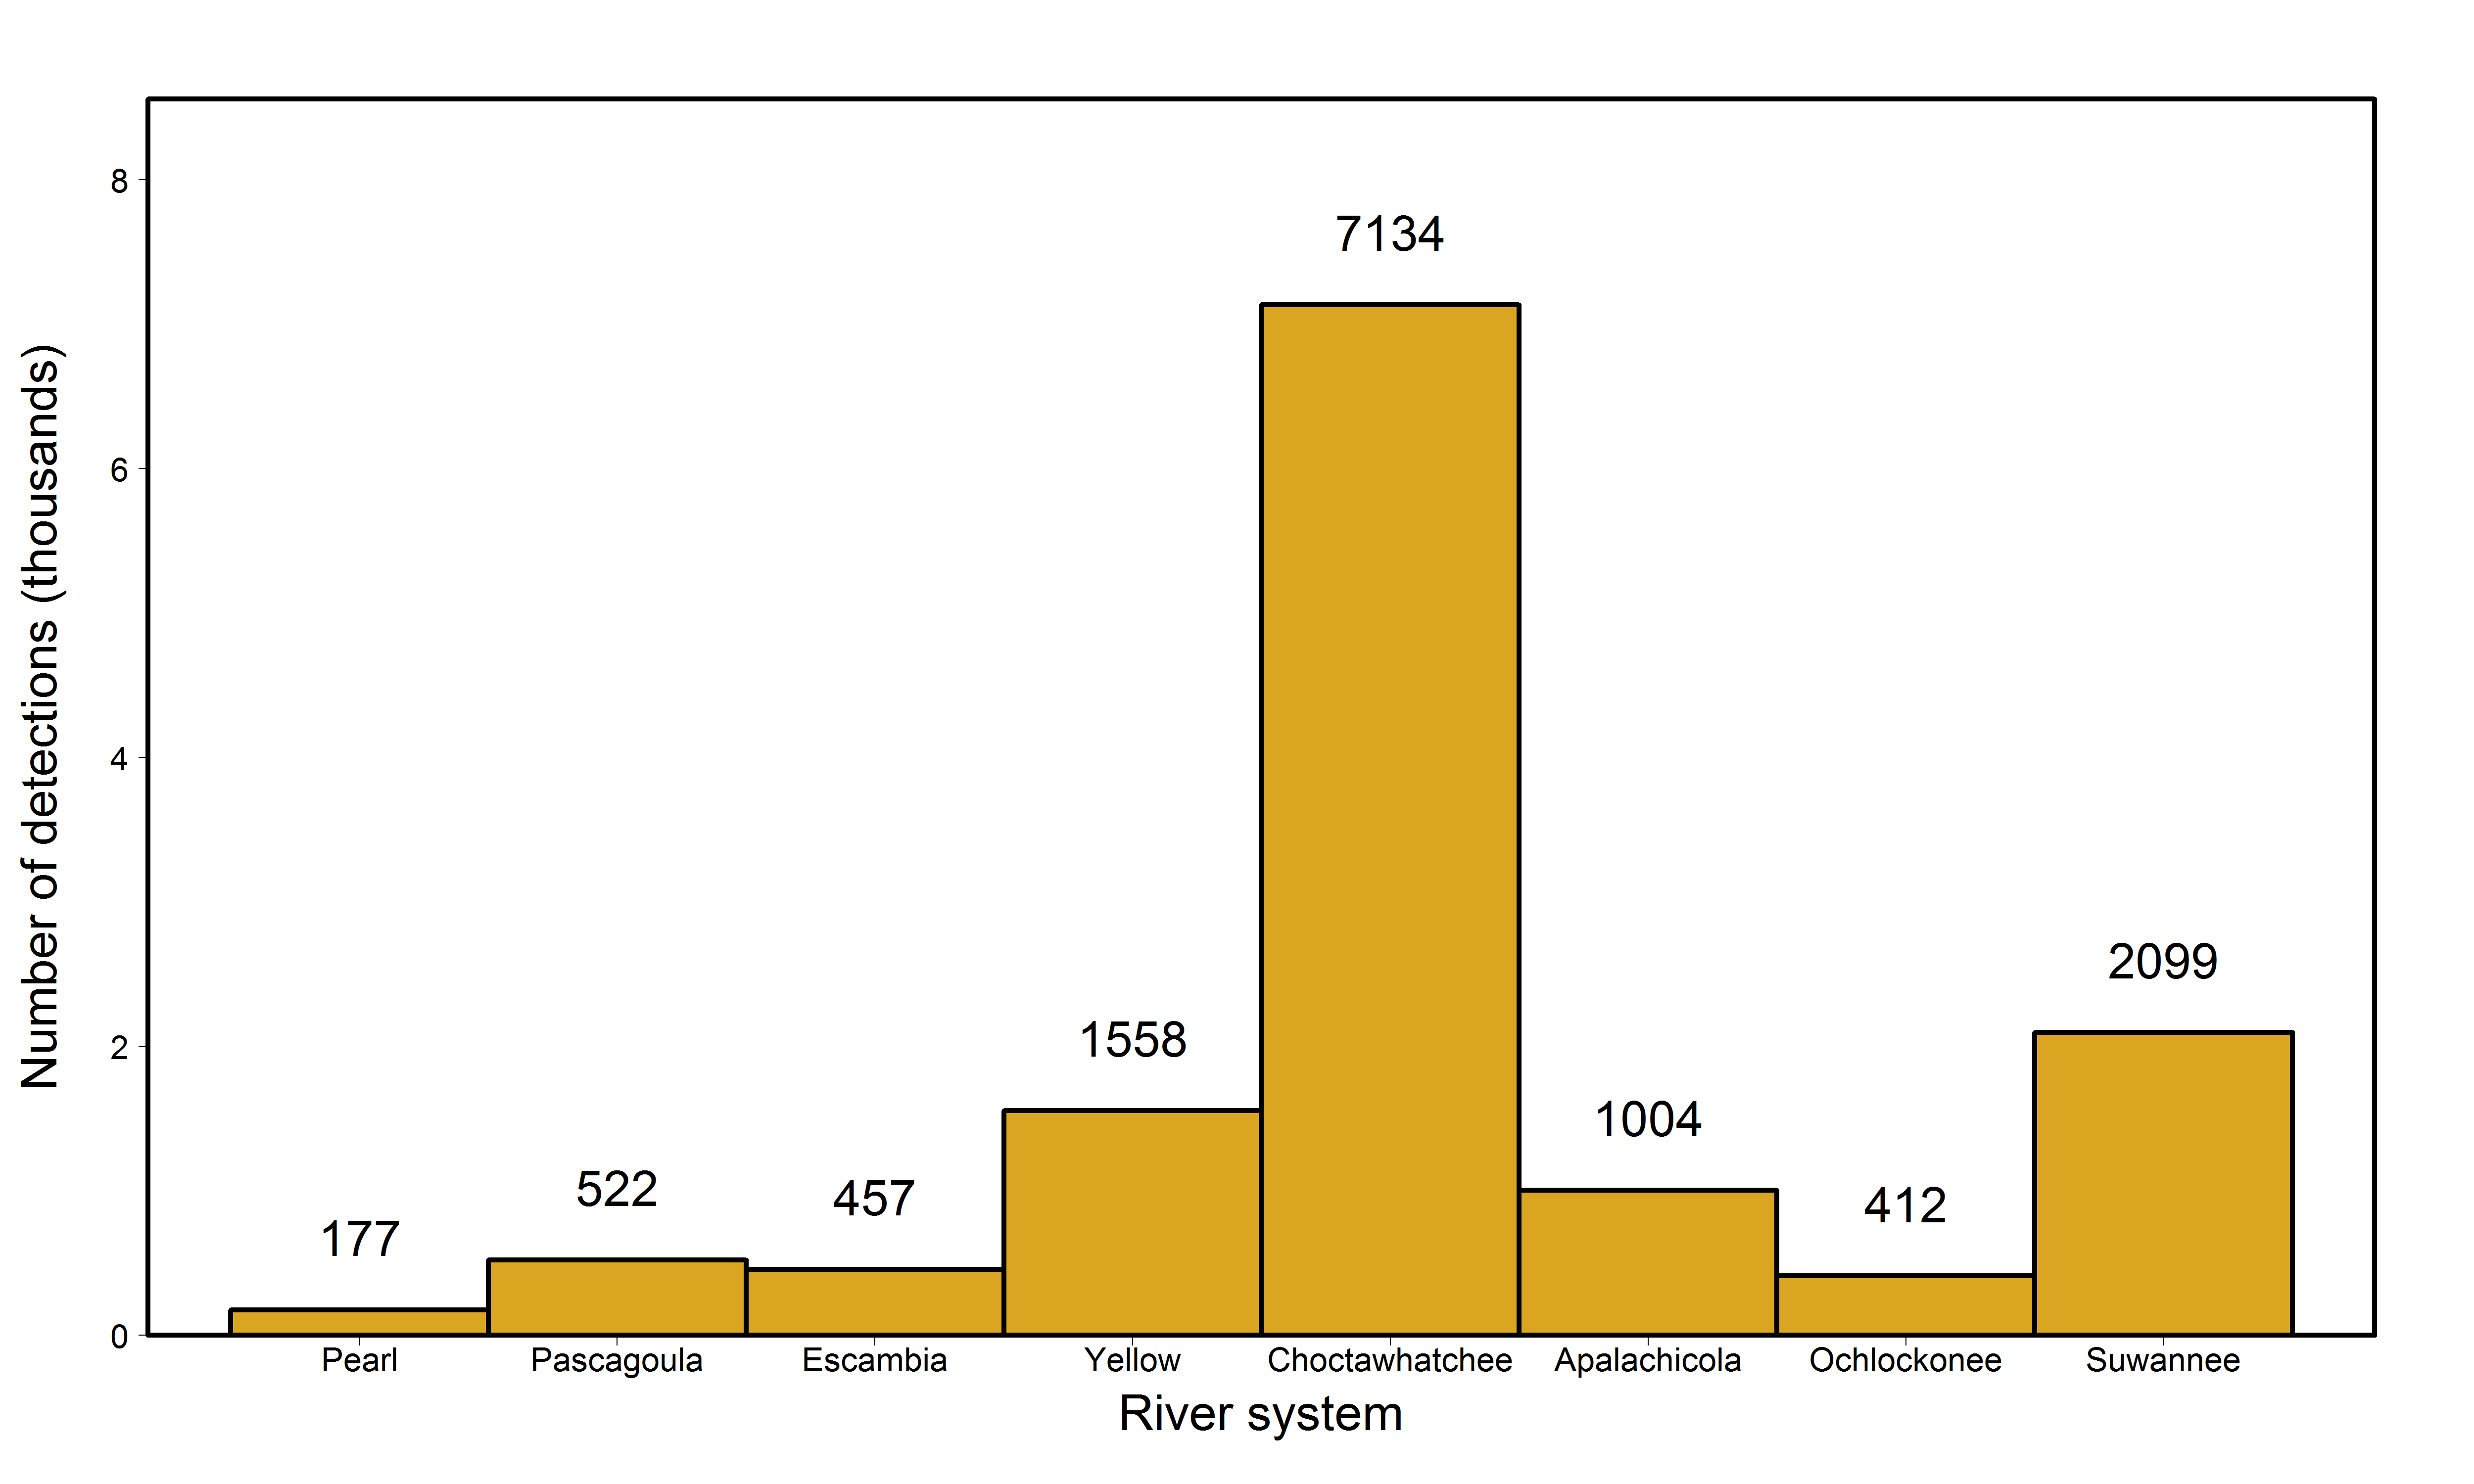 8
6
4
2
0
Number of detections (thousands)
177
522
457
1558
7134
1004
412
2099
Pearl
Pascagoula
Escambia
Yellow
Choctawhatchee
Apalachicola
Ochlockonee
Suwannee
River system